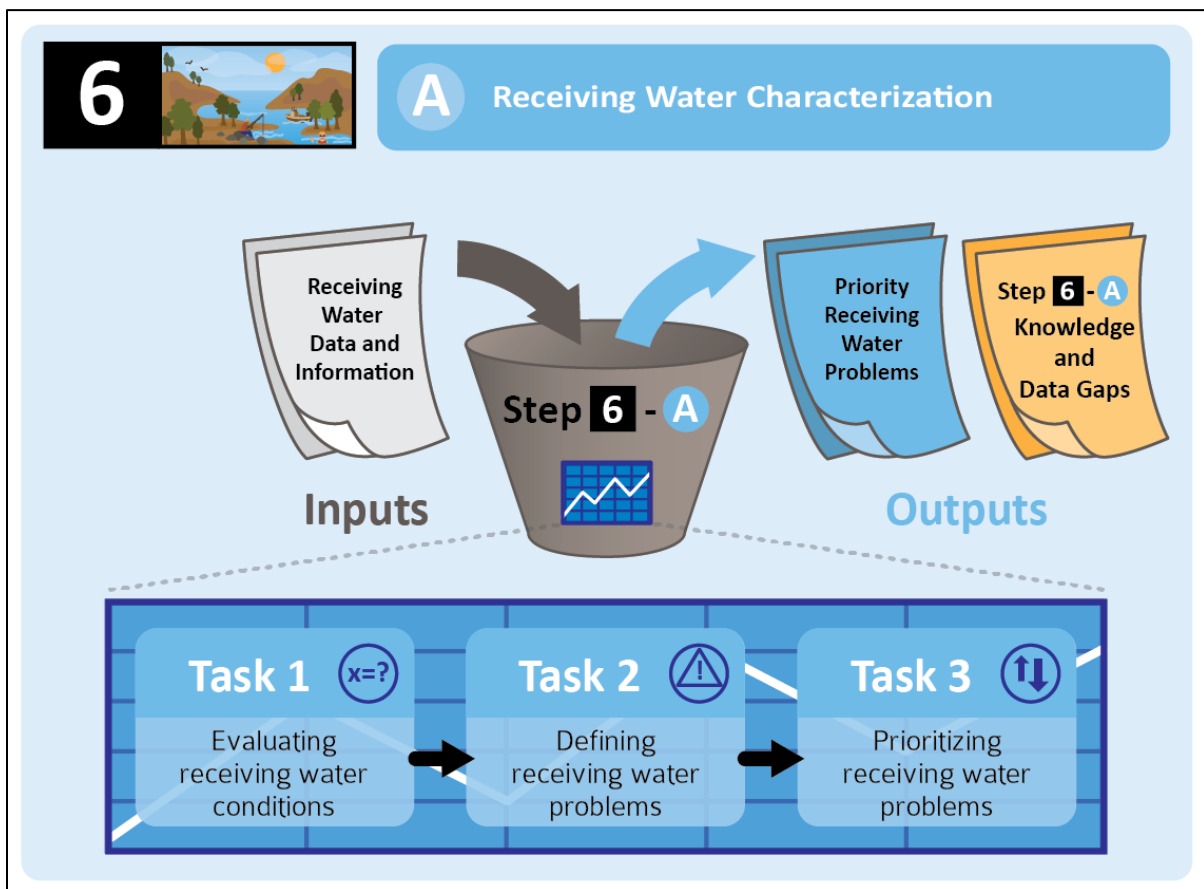 6
A Receiving Water Characterization
Receiving
Water
Data and
Information
Inputs
Step 6 - A
Priority
Receiving
Water
Problems
Step 6 - A
Knowledge
and
Data Gaps
Outputs
Task 1 x=?
Evaluating
receiving water
conditions
Task 2 !
Defining
receiving water
problems
Task 3
Prioritizing
receiving water
problems